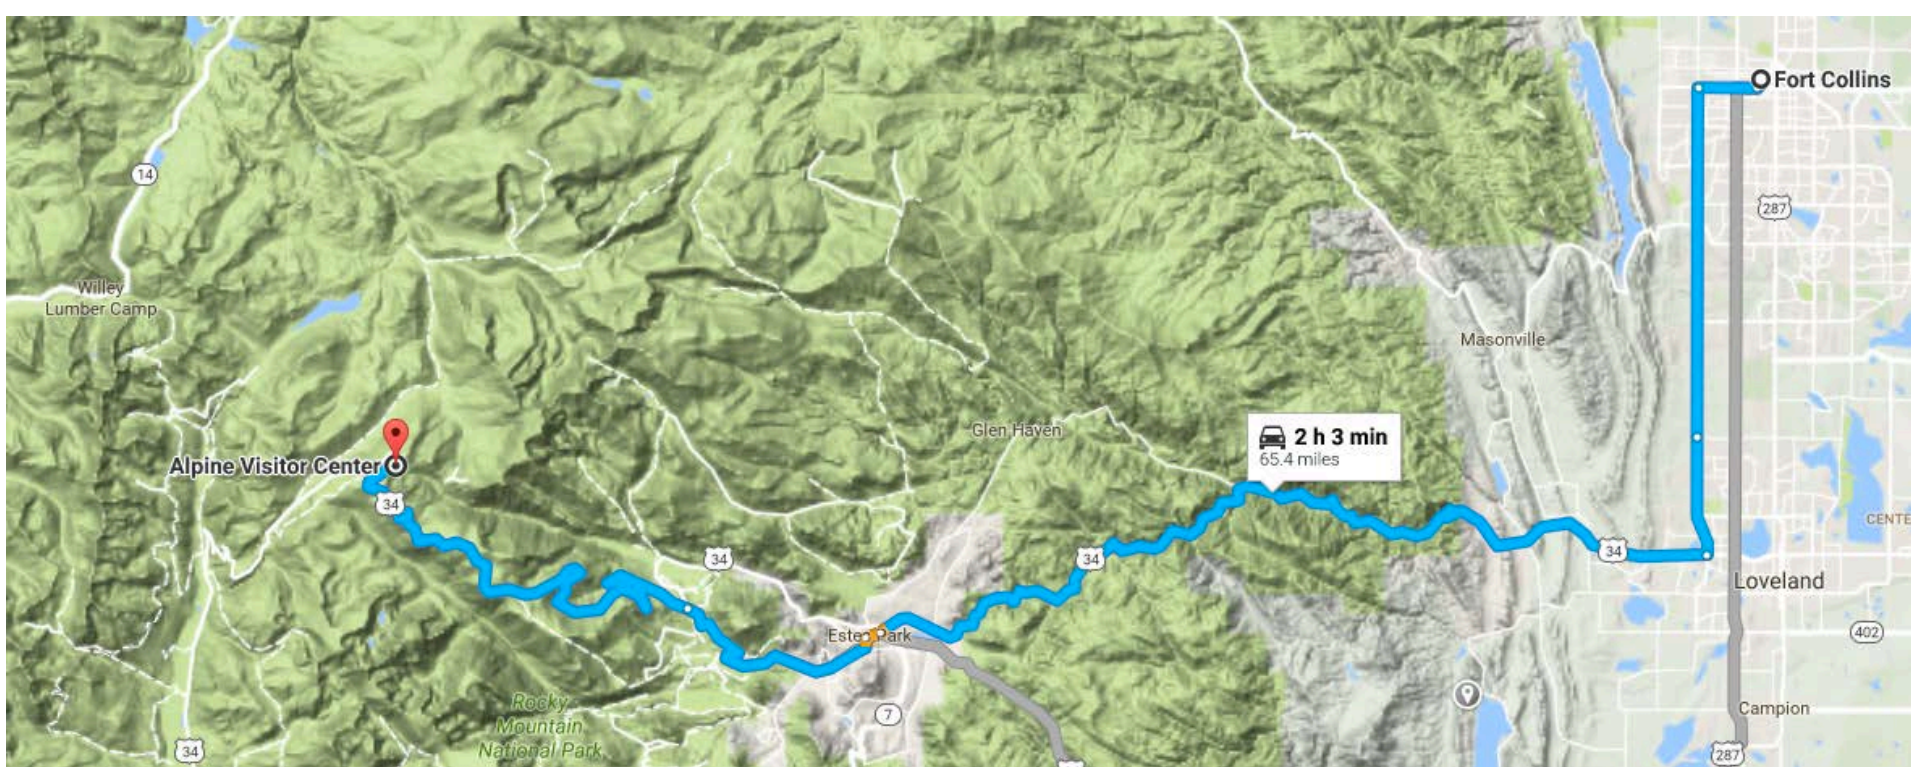 Fort Collins
14
287
Willey
Lumber Camp
Masonville
Glen Haven
2 h 3 min
65.4 miles
Alpine Visitor Center
34
CENTE
34
34
34
Loveland
Estes Park
402
Rocky
Mountain
National Park
7
Campion
34
287